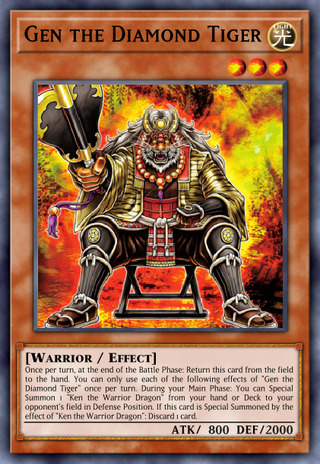 Gen the Diamond Tiger
LIGHT
光
[Warrior / Effect]
Once per turn, at the end of the Battle Phase: Return this card from the field
to the hand. You can only use each of the following effects of "Gen the
Diamond Tiger" once per turn. During your Main Phase: You can Special
Summon 1 "Ken the Warrior Dragon" from your hand or Deck to your
opponent's field in Defense Position. If this card is Special Summoned by the
effect of "Ken the Warrior Dragon": Discard 1 card.
ATK/ 800 DEF/2000